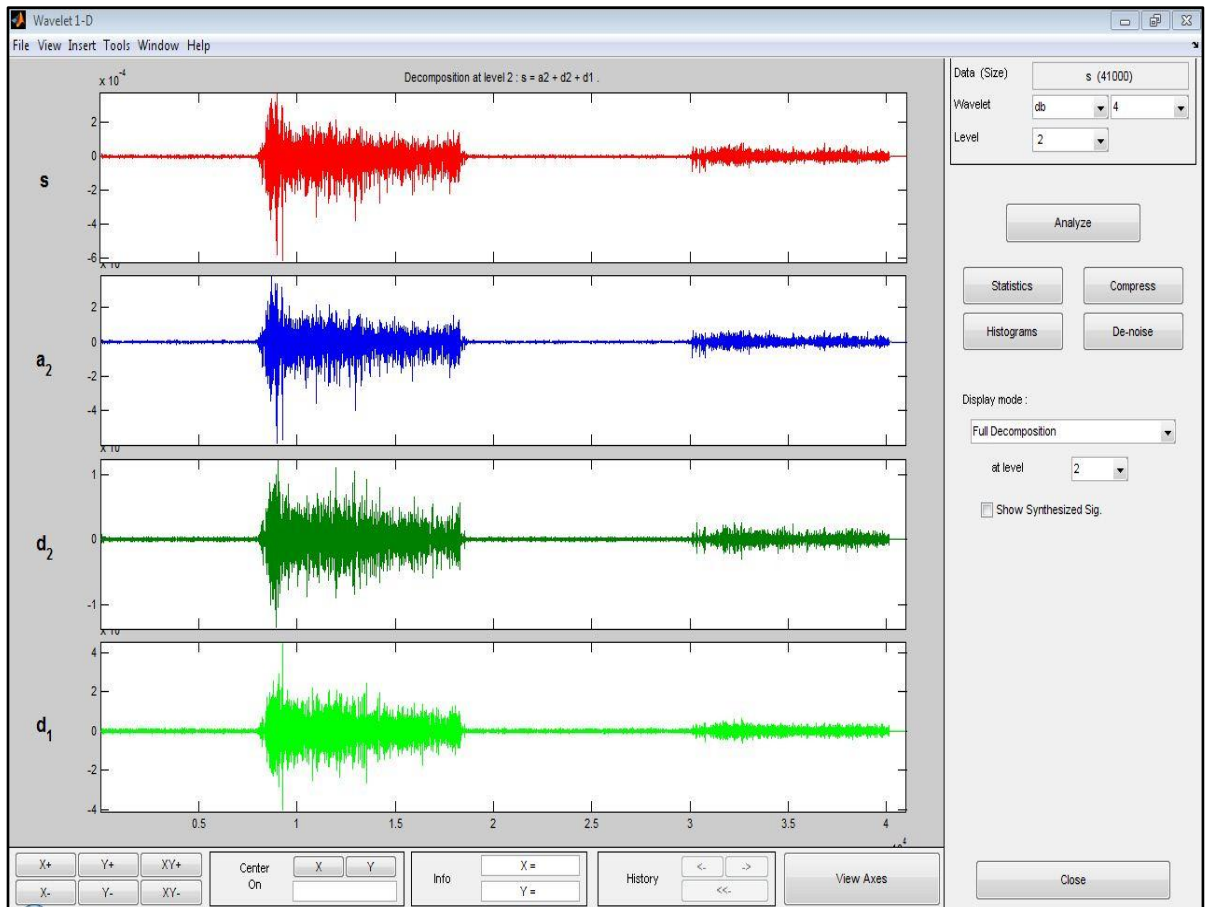 Wavelet 1-D
File View Insert Tools Window Help
x 10^-4
Decomposition at level 2 : s = a2 + d2 + d1 .
s
2
0
-2
-4
-6
a2
2
0
-2
-4
d2
1
0
-1
d1
4
2
0
-2
-4
0.5 1 1.5 2 2.5 3 3.5 4
Data (Size) s (41000)
Wavelet db 4
Level 2
Analyze
Statistics Compress
Histograms De-noise
Display mode :
Full Decomposition
at level 2
Show Synthesized Sig.
X+ Y+ XY+
X- Y- XY-
Center On X Y
Info X =
Y =
History <- ->
<<-
View Axes
Close